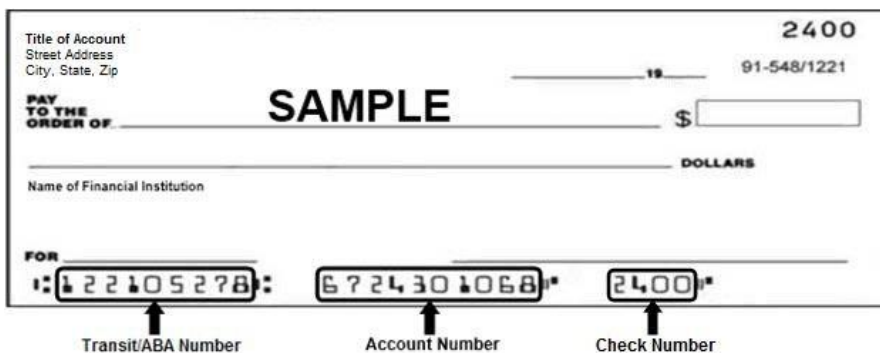 2400
Title of Account
Street Address
City, State, Zip
19
91-548/1221
PAY
TO THE
ORDER OF
SAMPLE
$
DOLLARS
Name of Financial Institution
FOR
⑆122105278⑆ 6724301068⑈ 2400⑈
Transit/ABA Number Account Number Check Number